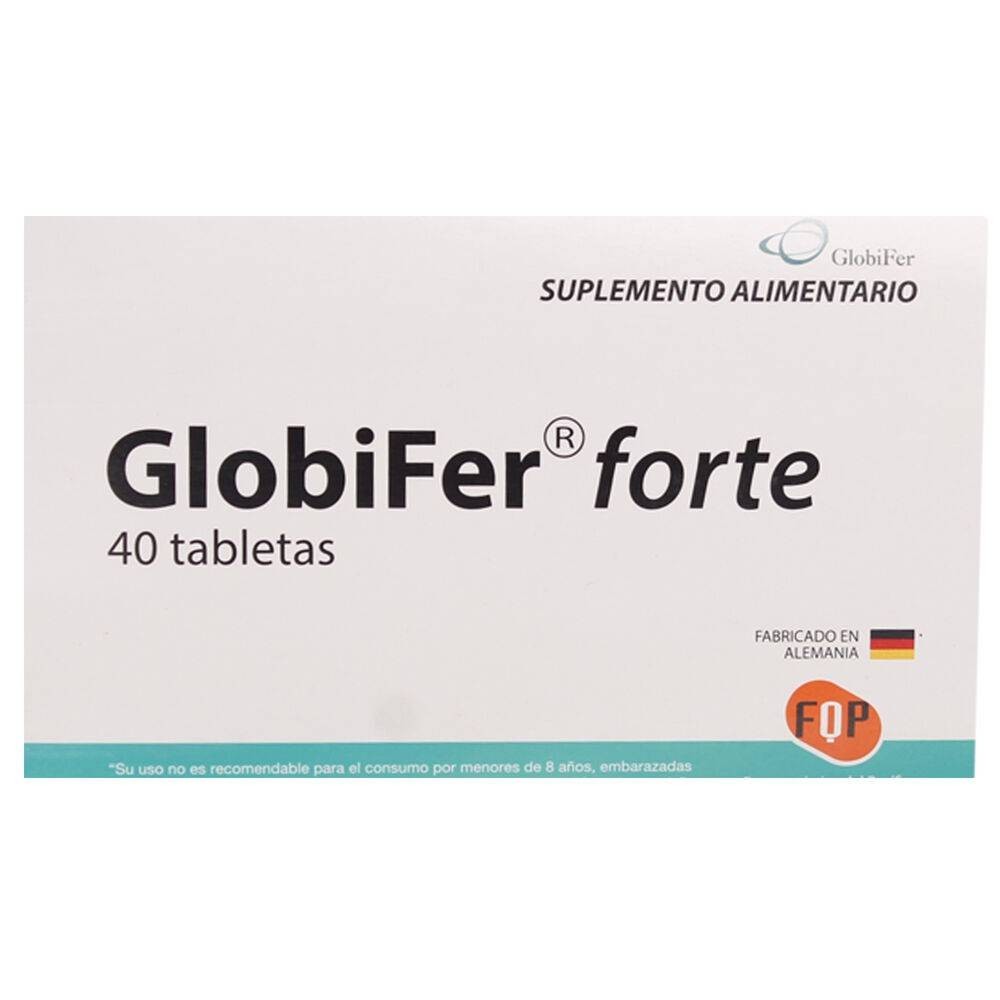 GlobiFer
SUPLEMENTO ALIMENTARIO
GlobiFer® forte
40 tabletas
FABRICADO EN
ALEMANIA
FQP
"Su uso no es recomendable para el consumo por menores de 8 años, embarazadas